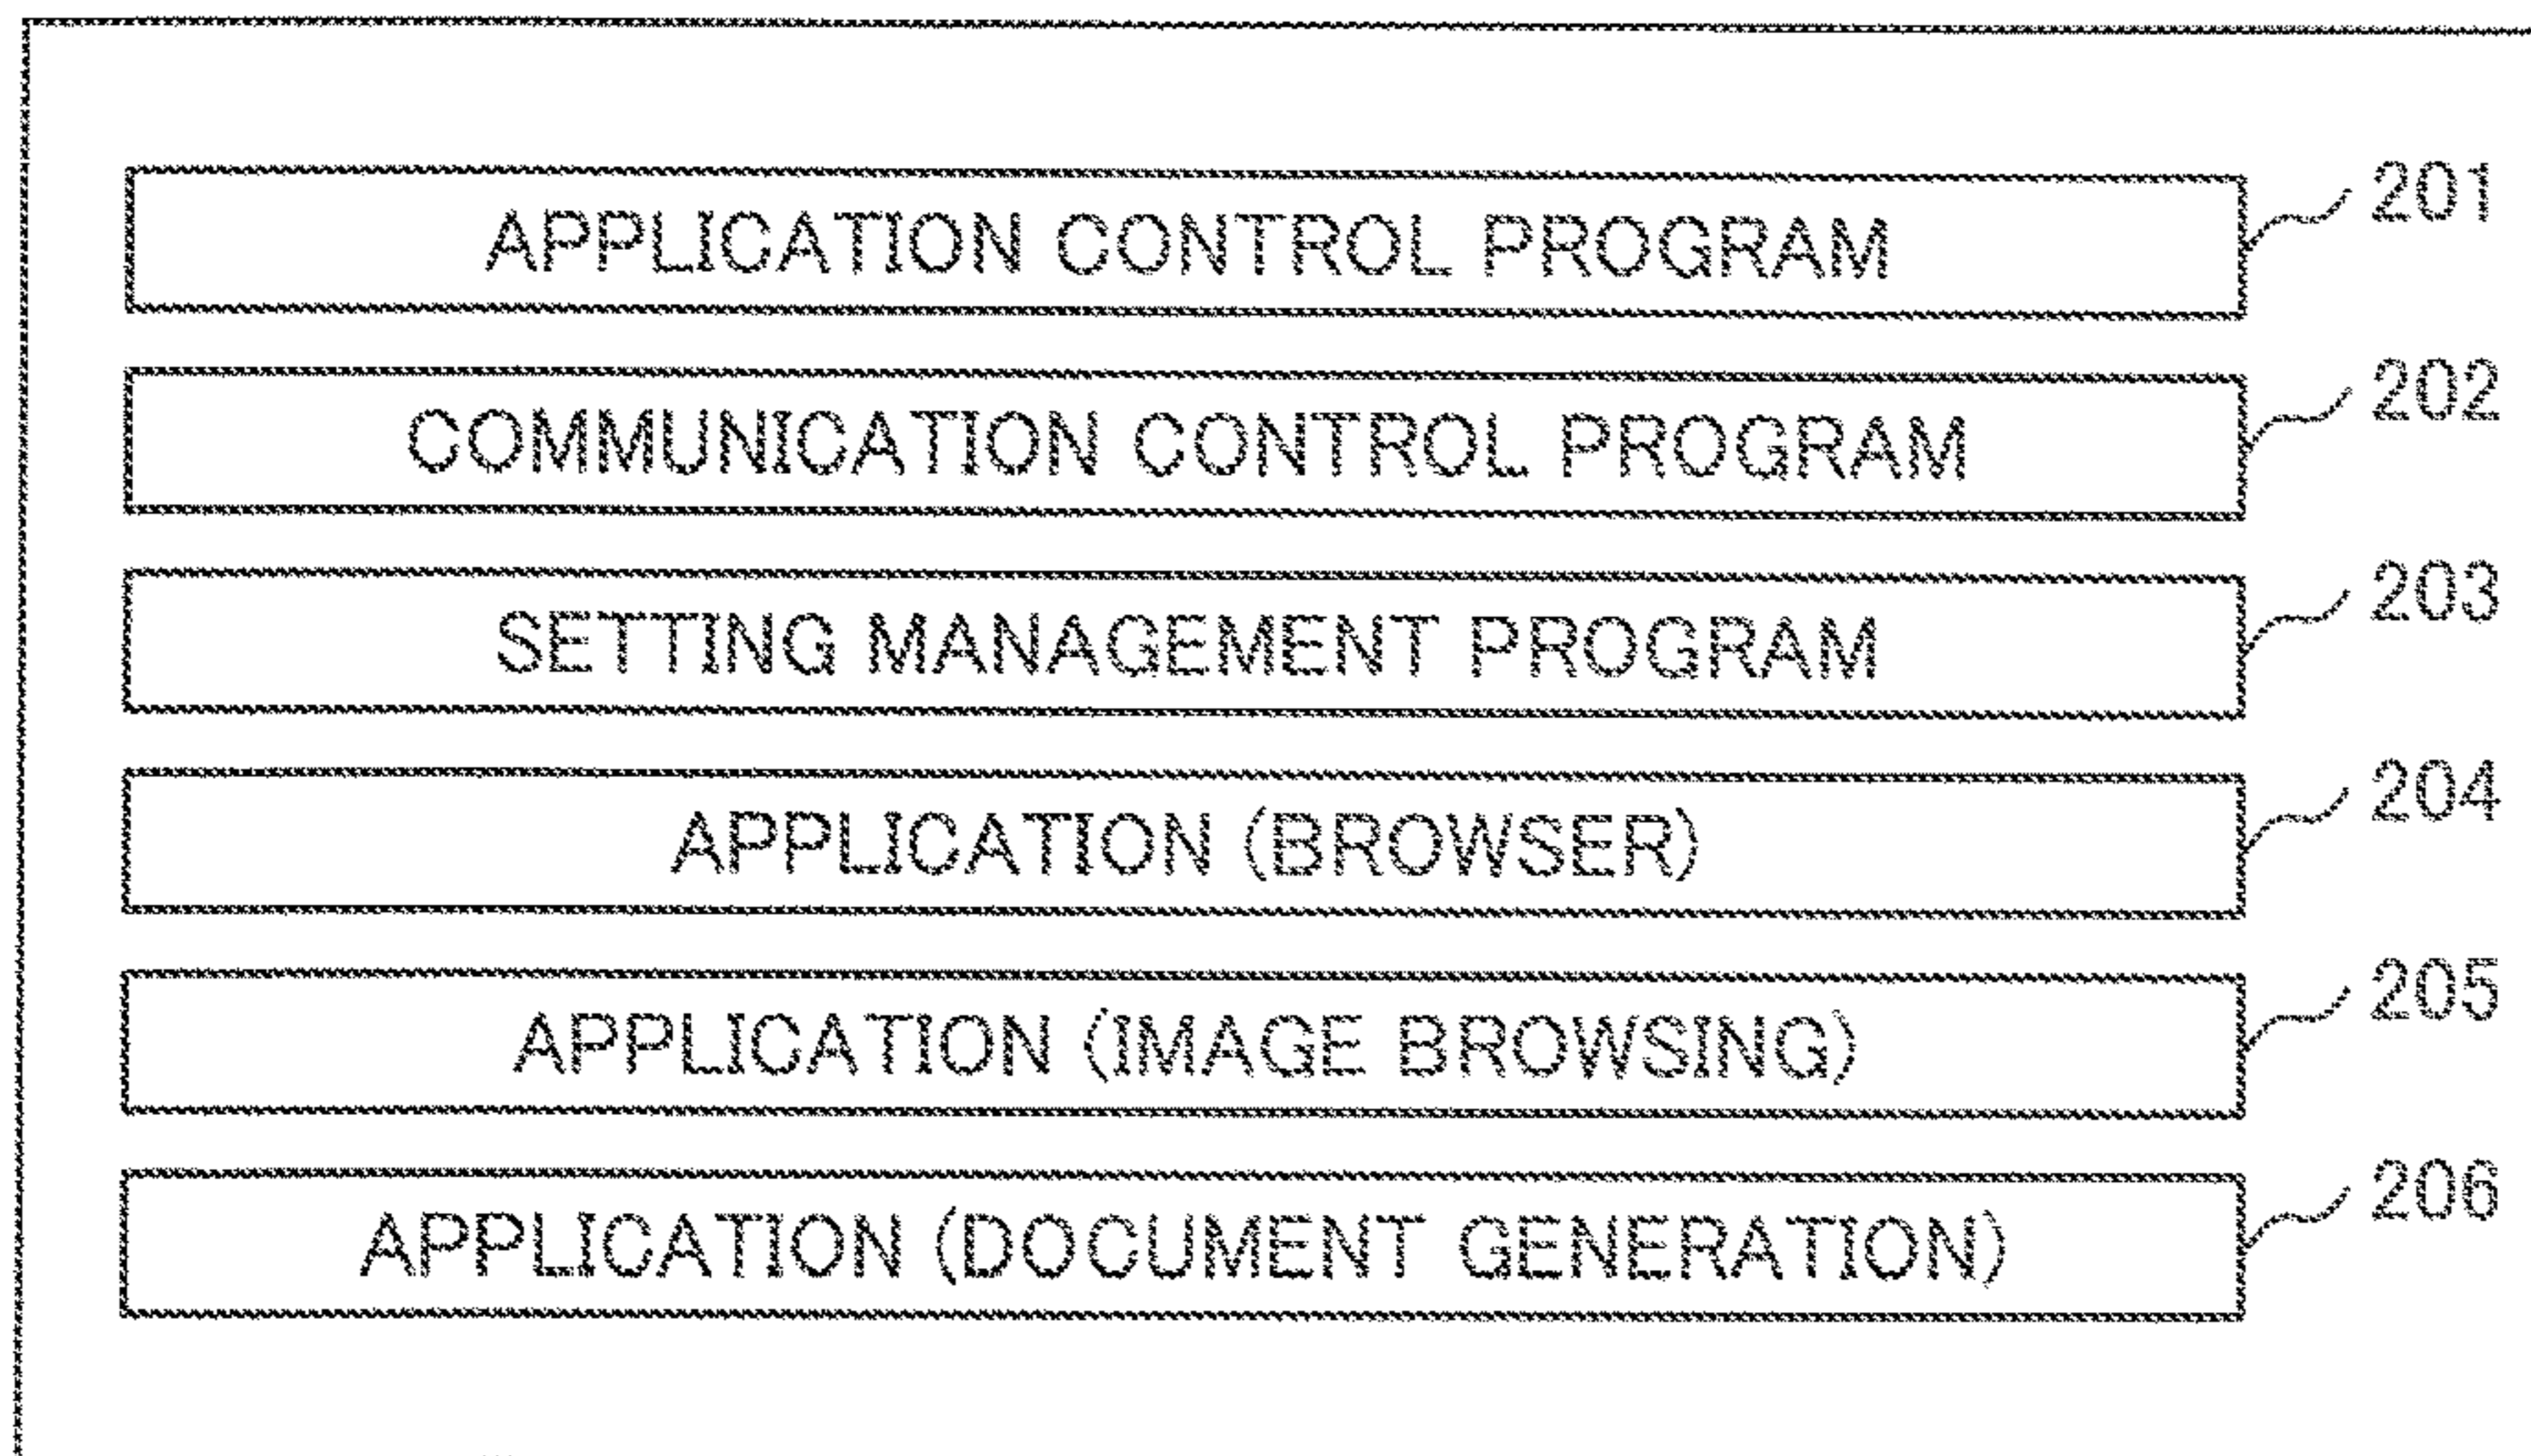 APPLICATION CONTROL PROGRAM 201
COMMUNICATION CONTROL PROGRAM 202
SETTING MANAGEMENT PROGRAM 203
APPLICATION (BROWSER) 204
APPLICATION (IMAGE BROWSING) 205
APPLICATION (DOCUMENT GENERATION) 206